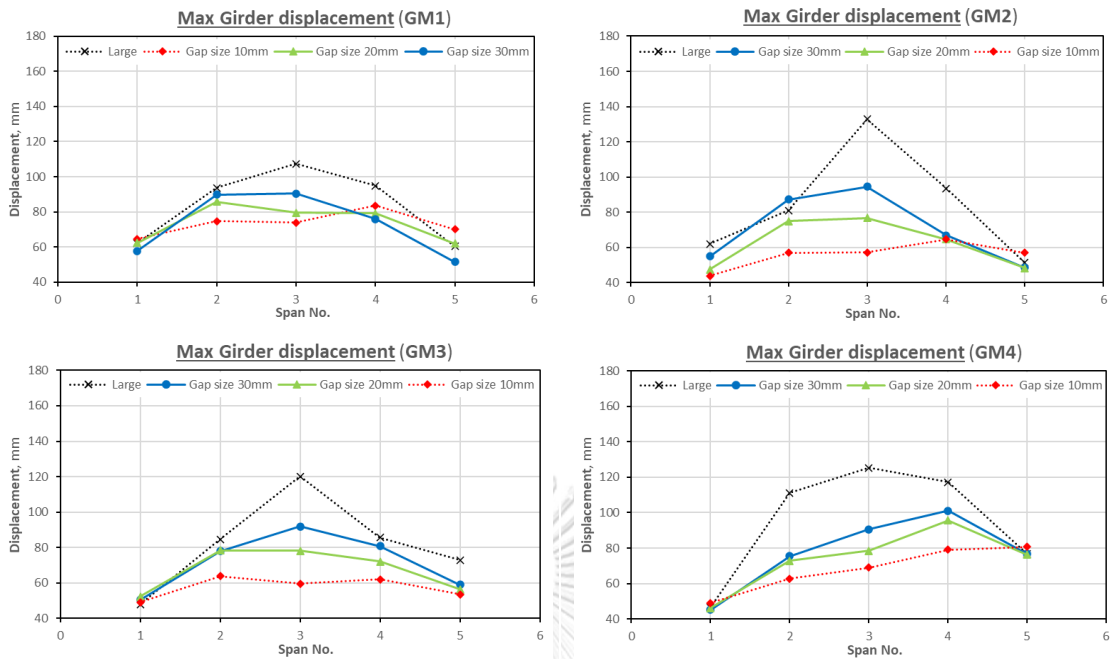 Max Girder displacement (GM1)
Large Gap size 10mm Gap size 20mm Gap size 30mm
180
160
140
120
100
80
60
40
Displacement, mm
0 1 2 3 4 5 6
Span No.
Max Girder displacement (GM2)
Large Gap size 30mm Gap size 20mm Gap size 10mm
180
160
140
120
100
80
60
40
Displacement, mm
0 1 2 3 4 5 6
Span No.
Max Girder displacement (GM3)
Large Gap size 30mm Gap size 20mm Gap size 10mm
180
160
140
120
100
80
60
40
Displacement, mm
0 1 2 3 4 5 6
Span No.
Max Girder displacement (GM4)
Large Gap size 30mm Gap size 20mm Gap size 10mm
180
160
140
120
100
80
60
40
Displacement, mm
0 1 2 3 4 5 6
Span No.